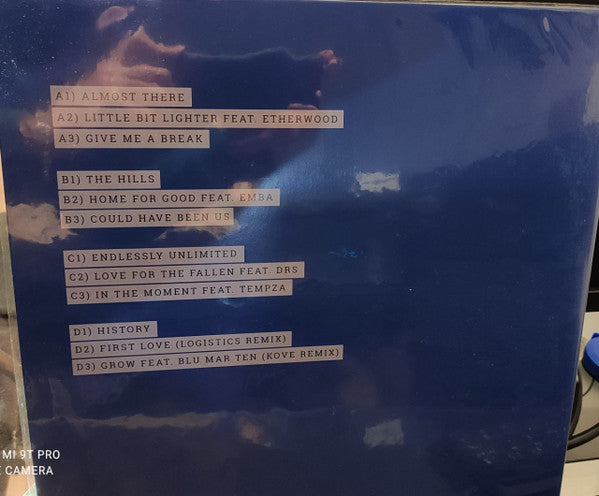 A1) ALMOST THERE
A2) LITTLE BIT LIGHTER FEAT. ETHERWOOD
A3) GIVE ME A BREAK
B1) THE HILLS
B2) HOME FOR GOOD FEAT. EMBA
B3) COULD HAVE BEEN US
C1) ENDLESSLY UNLIMITED
C2) LOVE FOR THE FALLEN FEAT. DRS
C3) IN THE MOMENT FEAT. TEMPZA
D1) HISTORY
D2) FIRST LOVE (LOGISTICS REMIX)
D3) GROW FEAT. BLU MAR TEN (KOVE REMIX)
MI 9T PRO
CAMERA